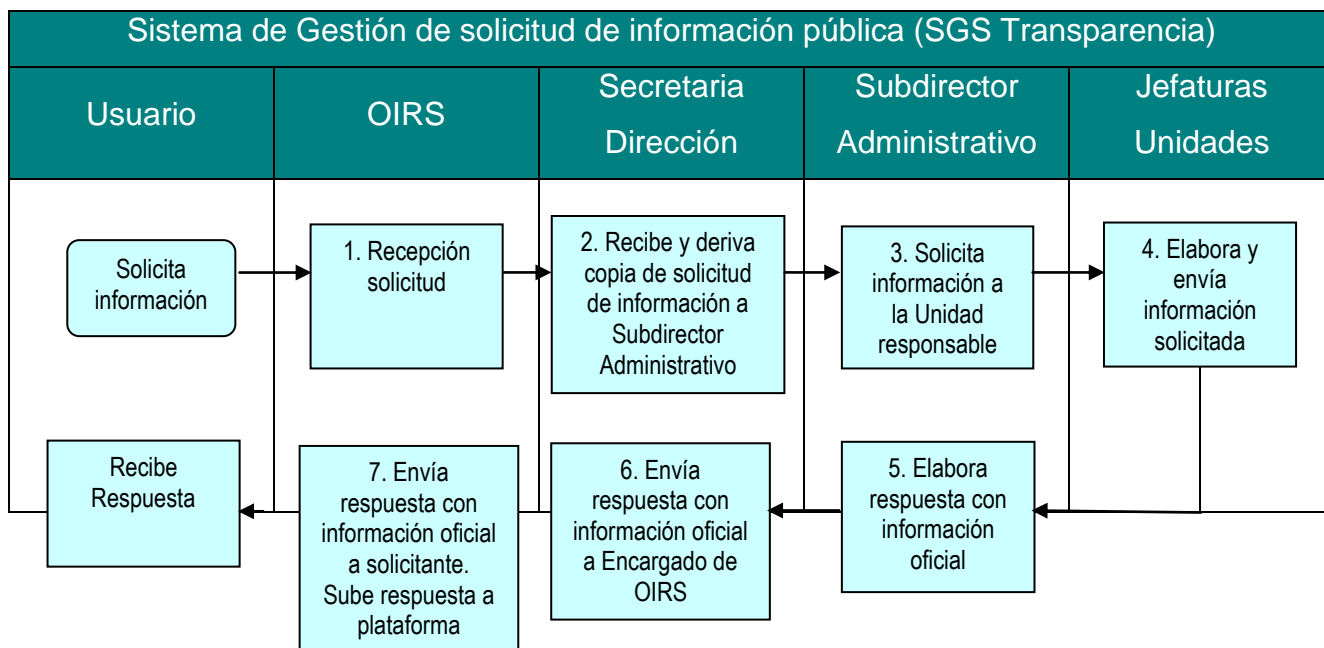 Sistema de Gestión de solicitud de información pública (SGS Transparencia)
Usuario
OIRS
Secretaria
Dirección
Subdirector
Administrativo
Jefaturas
Unidades
Solicita
información
1. Recepción
solicitud
2. Recibe y deriva
copia de solicitud
de información a
Subdirector
Administrativo
3. Solicita
información a
la Unidad
responsable
4. Elabora y
envía
información
solicitada
Recibe
Respuesta
7. Envía
respuesta con
información oficial
a solicitante.
Sube respuesta a
plataforma
6. Envía
respuesta con
información oficial
a Encargado de
OIRS
5. Elabora
respuesta con
información
oficial